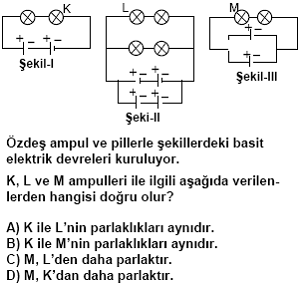 K
L
M
+ − + −
+ − + −
+ − + −
+ −
+ −
Şekil-I
Şeki-II
Şekil-III
Özdeş ampul ve pillerle şekillerdeki basit
elektrik devreleri kuruluyor.
K, L ve M ampulleri ile ilgili aşağıda verilen-
lerden hangisi doğru olur?
A) K ile L’nin parlaklıkları aynıdır.
B) K ile M’nin parlaklıkları aynıdır.
C) M, L’den daha parlaktır.
D) M, K’dan daha parlaktır.